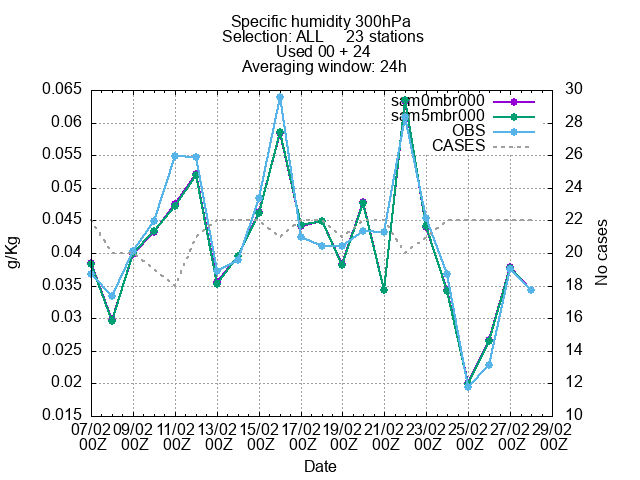 Specific humidity 300hPa
Selection: ALL 23 stations
Used 00 + 24
Averaging window: 24h
0.065 30
sam0mbr000
0.06 sam5mbr000 28
OBS
CASES
0.055 26
0.05 24
0.045 22
0.04 20
0.035 18
0.03 16
0.025 14
0.02 12
0.015 10
g/Kg
No cases
07/02 09/02 11/02 13/02 15/02 17/02 19/02 21/02 23/02 25/02 27/02 29/02
00Z 00Z 00Z 00Z 00Z 00Z 00Z 00Z 00Z 00Z 00Z 00Z
Date